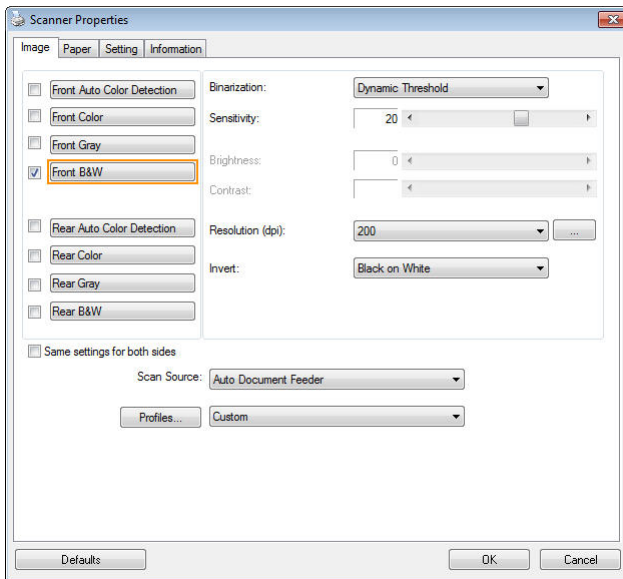 Scanner Properties
Image Paper Setting Information
Front Auto Color Detection
Front Color
Front Gray
Front B&W
Rear Auto Color Detection
Rear Color
Rear Gray
Rear B&W
Binarization: Dynamic Threshold
Sensitivity: 20
Brightness: 0
Contrast:
Resolution (dpi): 200 ...
Invert: Black on White
Same settings for both sides
Scan Source: Auto Document Feeder
Profiles... Custom
Defaults OK Cancel